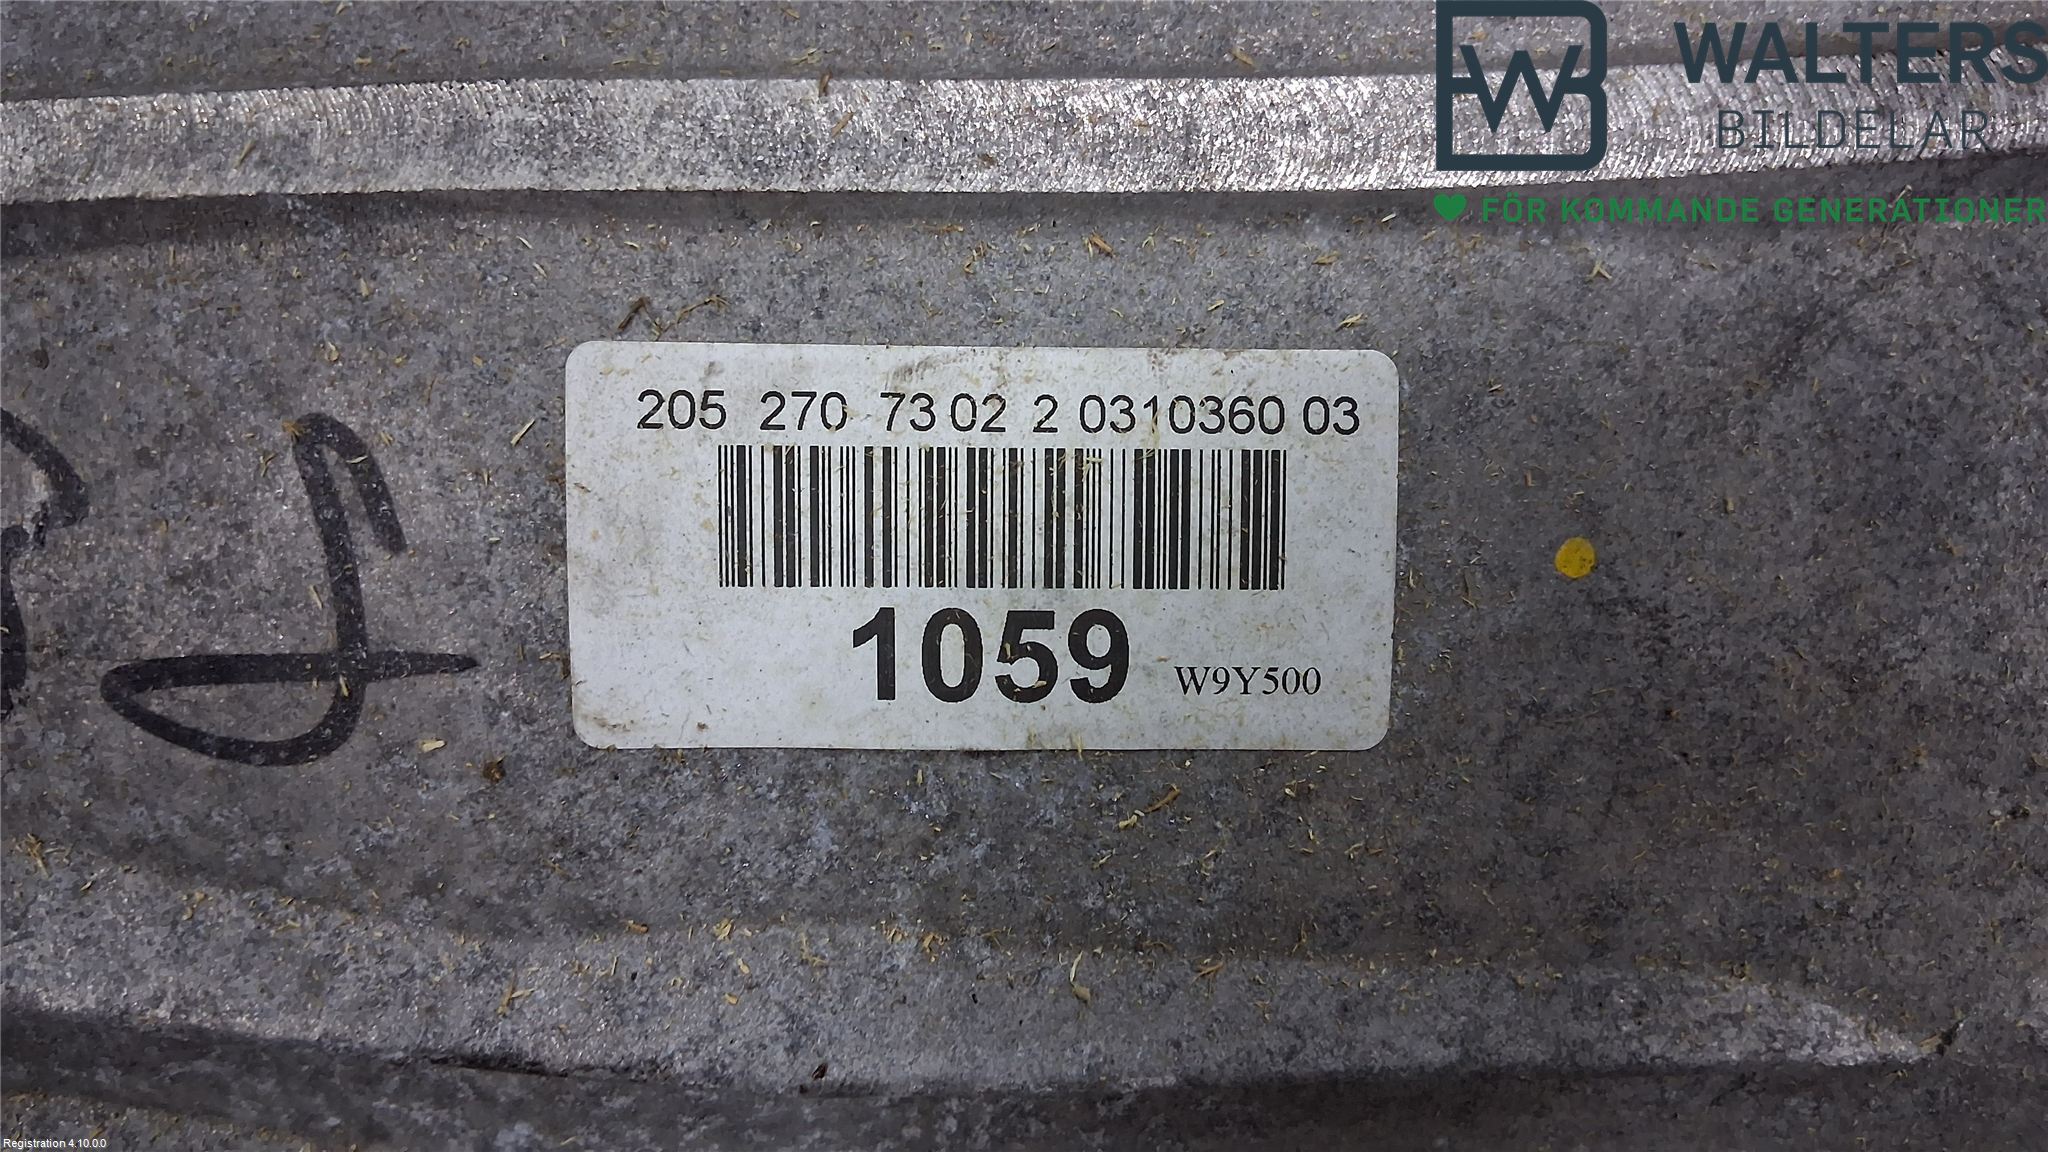 WALTERS
BILDELAR
FÖR KOMMANDE GENERATIONER
205 270 73 02 2 0310360 03
1059 W9Y500
Registration 4.10.0.0